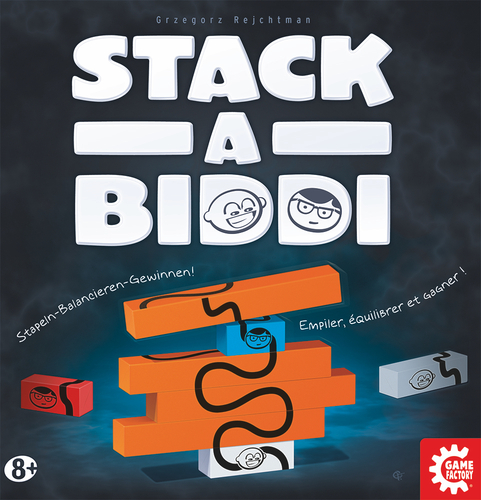 Grzegorz Rejchtman
STACK
A
BIDDI
Stapeln-Balancieren-Gewinnen!
Empiler, équilibrer et gagner !
8+
GAME
FACTORY